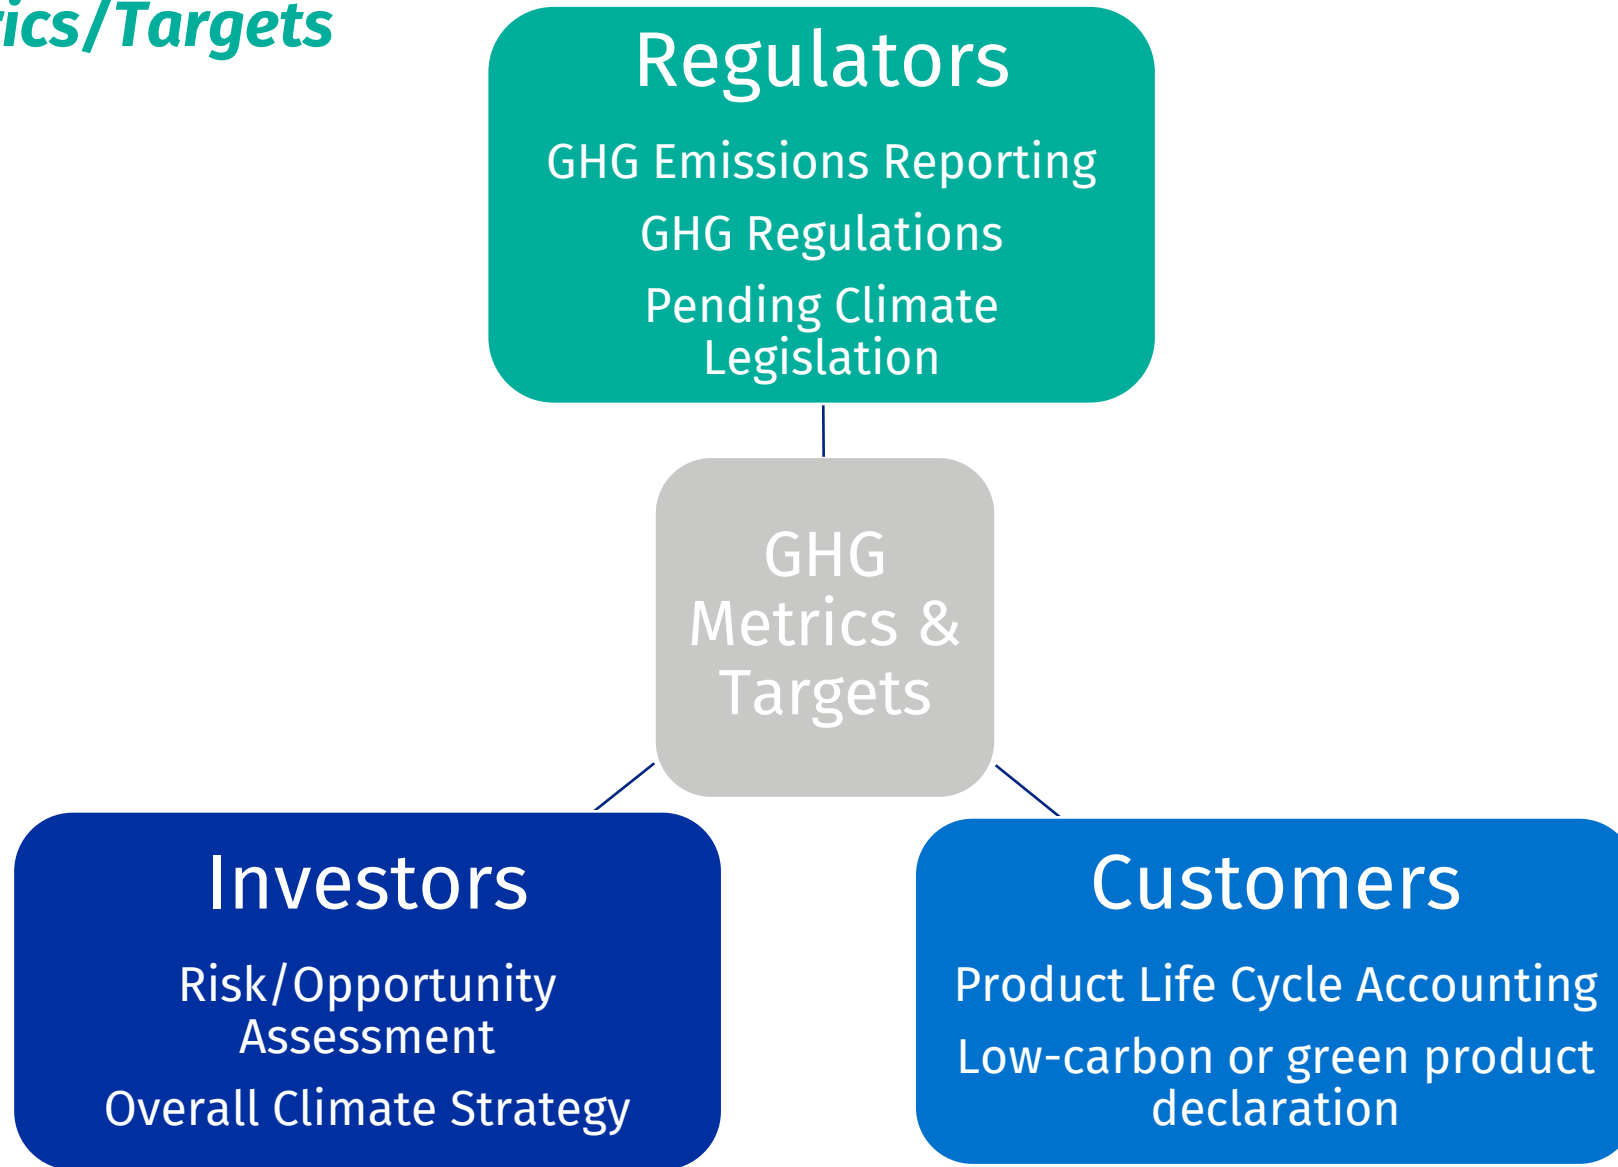 rics/Targets
Regulators
GHG Emissions Reporting
GHG Regulations
Pending Climate
Legislation
GHG
Metrics &
Targets
Investors
Risk/Opportunity
Assessment
Overall Climate Strategy
Customers
Product Life Cycle Accounting
Low-carbon or green product
declaration